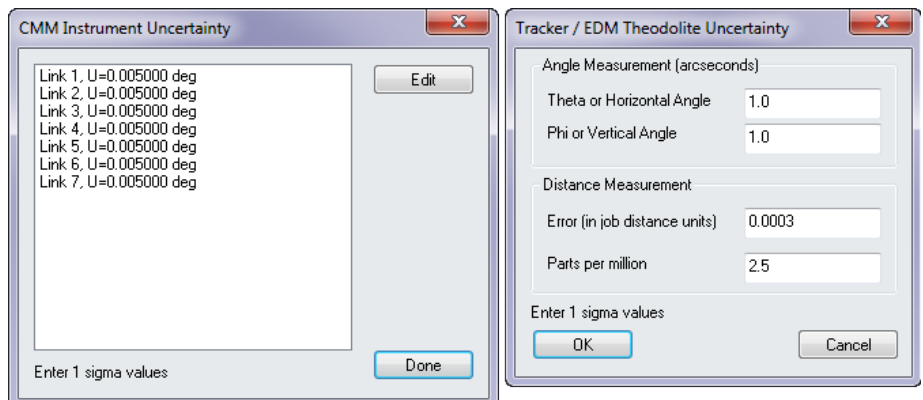 CMM Instrument Uncertainty
Link 1, U=0.005000 deg
Link 2, U=0.005000 deg
Link 3, U=0.005000 deg
Link 4, U=0.005000 deg
Link 5, U=0.005000 deg
Link 6, U=0.005000 deg
Link 7, U=0.005000 deg
Edit
Enter 1 sigma values
Done
Tracker / EDM Theodolite Uncertainty
Angle Measurement (arcseconds)
Theta or Horizontal Angle 1.0
Phi or Vertical Angle 1.0
Distance Measurement
Error (in job distance units) 0.0003
Parts per million 2.5
Enter 1 sigma values
OK Cancel